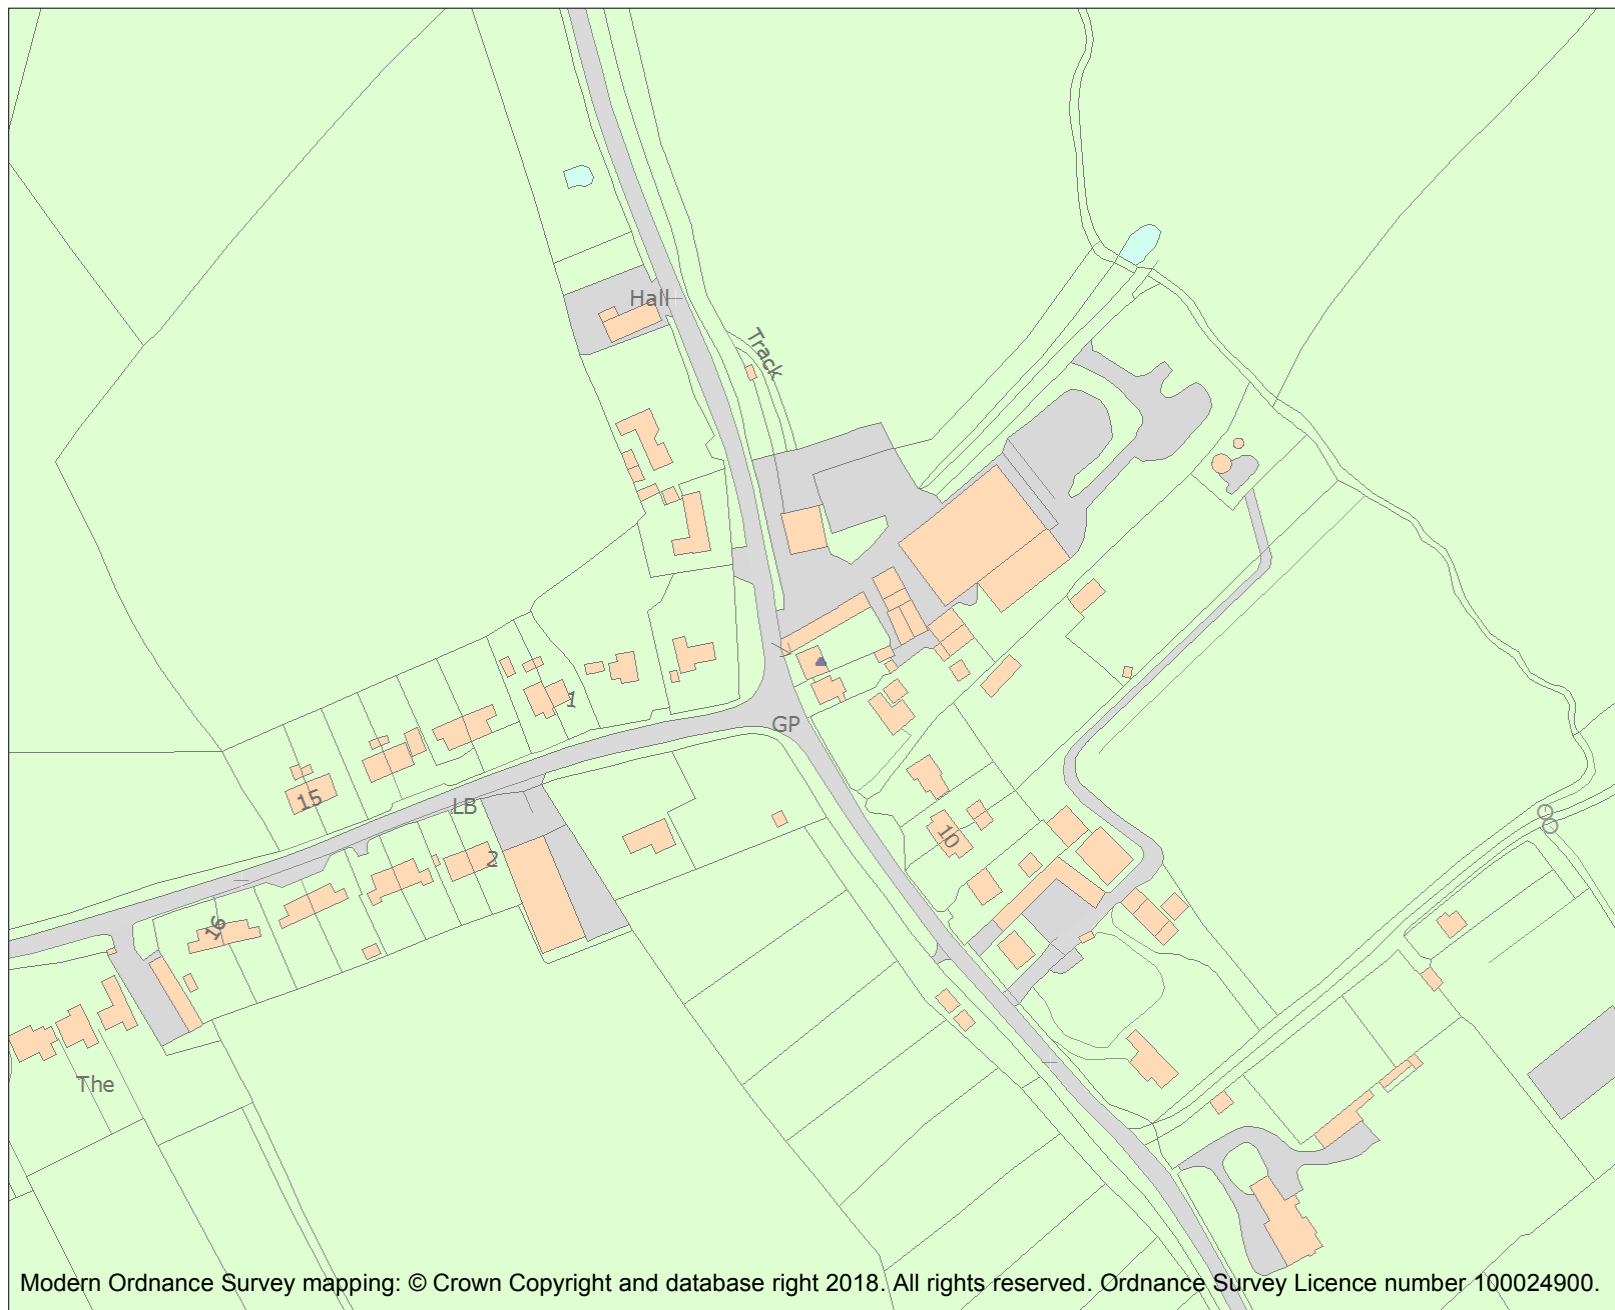 Hall
Track
1
GP
15
LB
10
2
16
The
Modern Ordnance Survey mapping: © Crown Copyright and database right 2018. All rights reserved. Ordnance Survey Licence number 100024900.